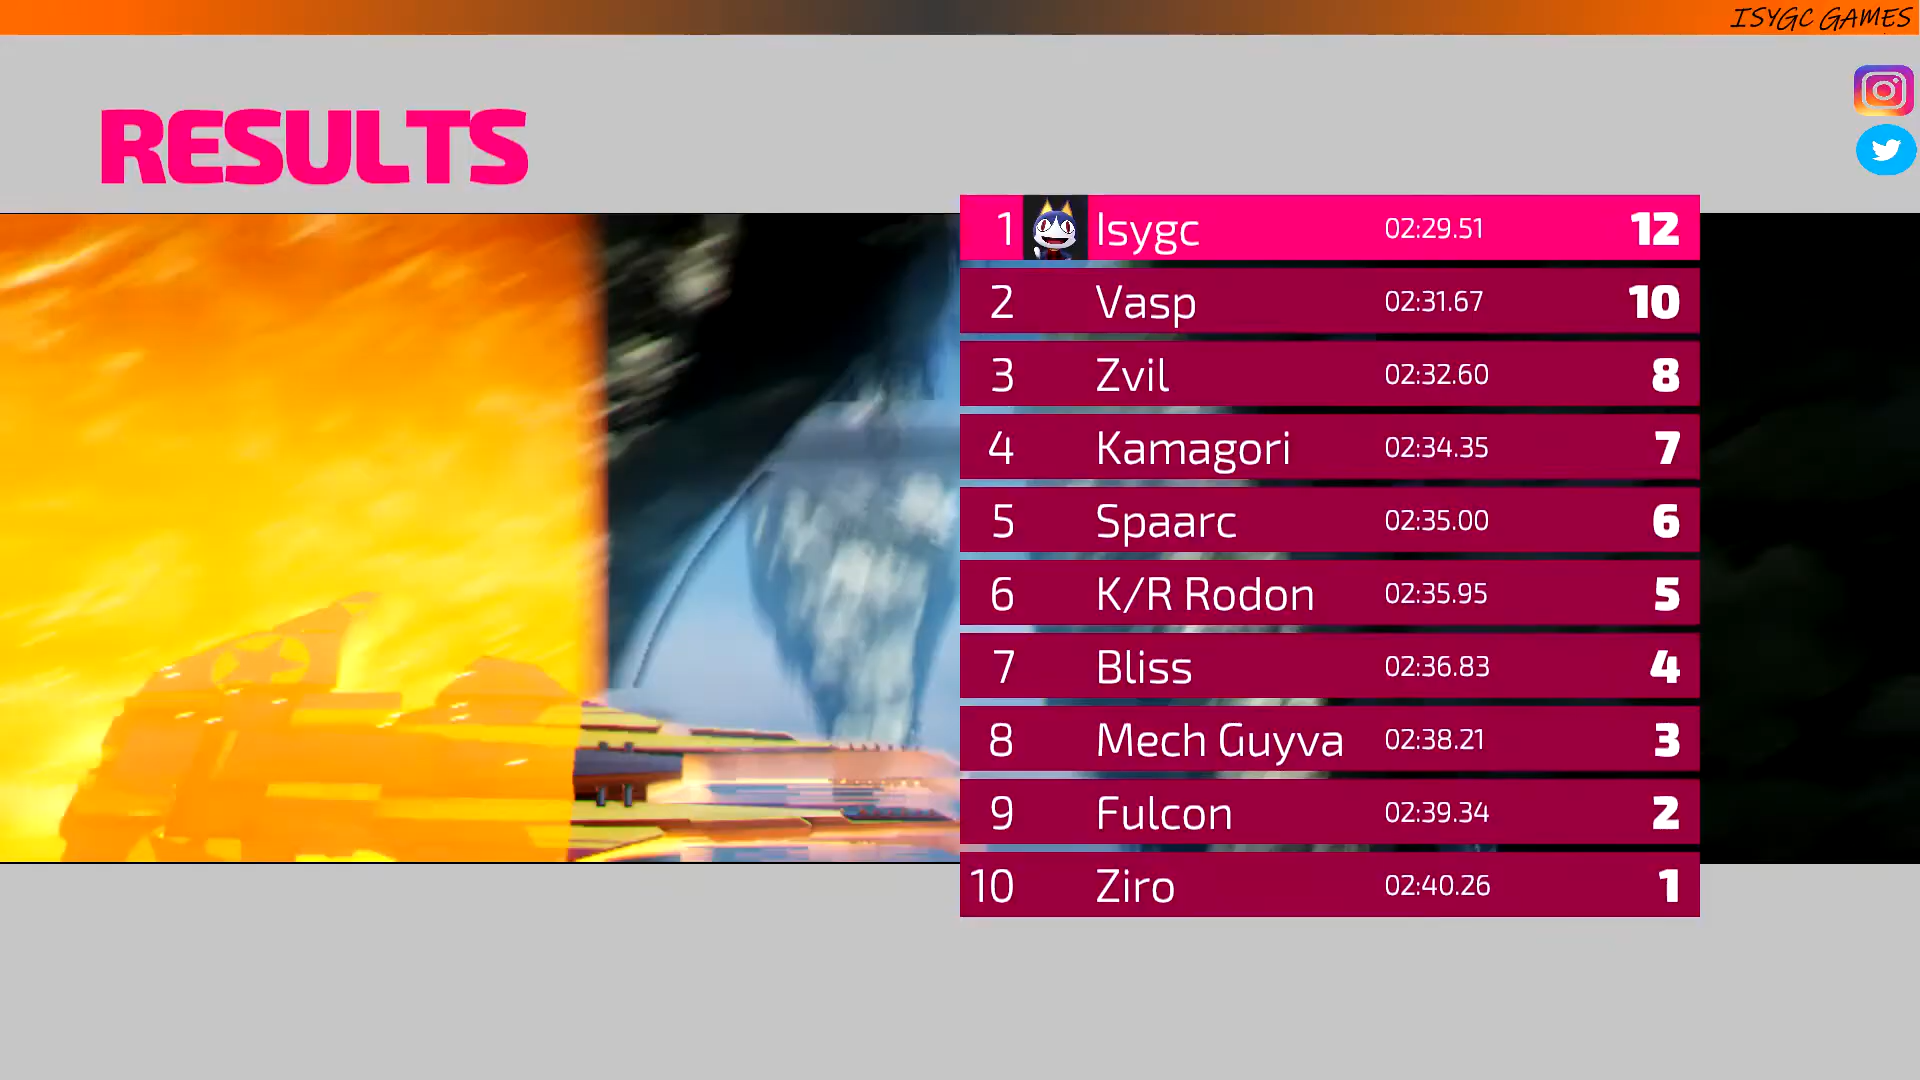 ISYGC GAMES
RESULTS
1 Isygc 02:29.51 12
2 Vasp 02:31.67 10
3 Zvil 02:32.60 8
4 Kamagori 02:34.35 7
5 Spaarc 02:35.00 6
6 K/R Rodon 02:35.95 5
7 Bliss 02:36.83 4
8 Mech Guyva 02:38.21 3
9 Fulcon 02:39.34 2
10 Ziro 02:40.26 1